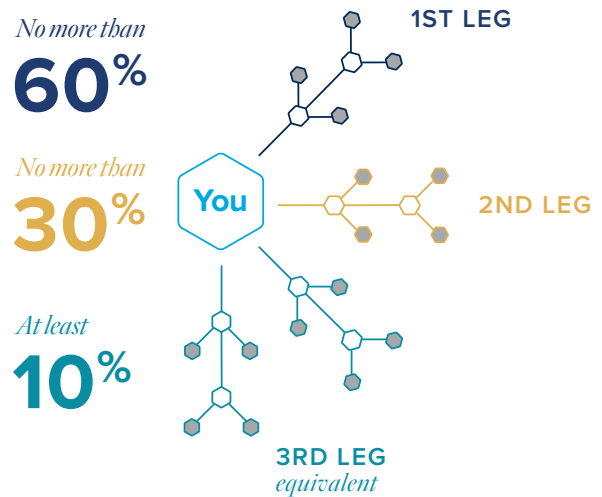 No more than
60%
1ST LEG
No more than
30%
You
2ND LEG
At least
10%
3RD LEG
equivalent